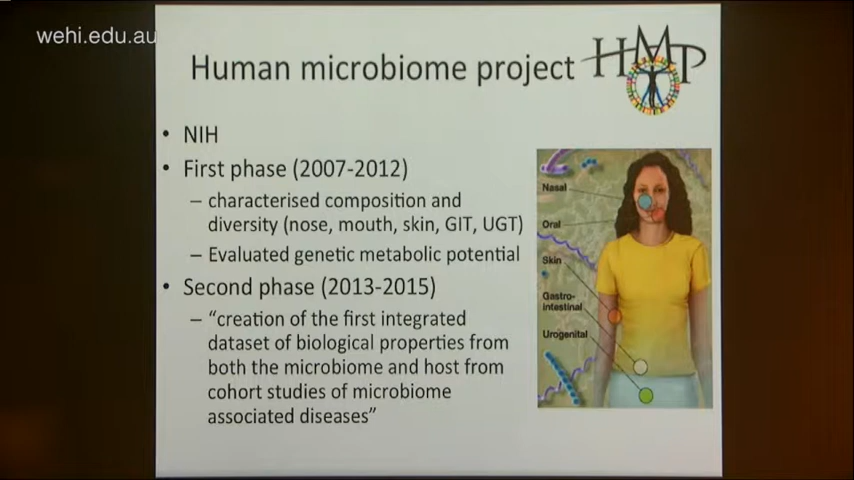 wehi.edu.au
Human microbiome project
HMP
• NIH
• First phase (2007-2012)
– characterised composition and
diversity (nose, mouth, skin, GIT, UGT)
– Evaluated genetic metabolic potential
• Second phase (2013-2015)
– “creation of the first integrated
dataset of biological properties from
both the microbiome and host from
cohort studies of microbiome
associated diseases”
Nasal
Oral
Skin
Gastro-
intestinal
Urogenital